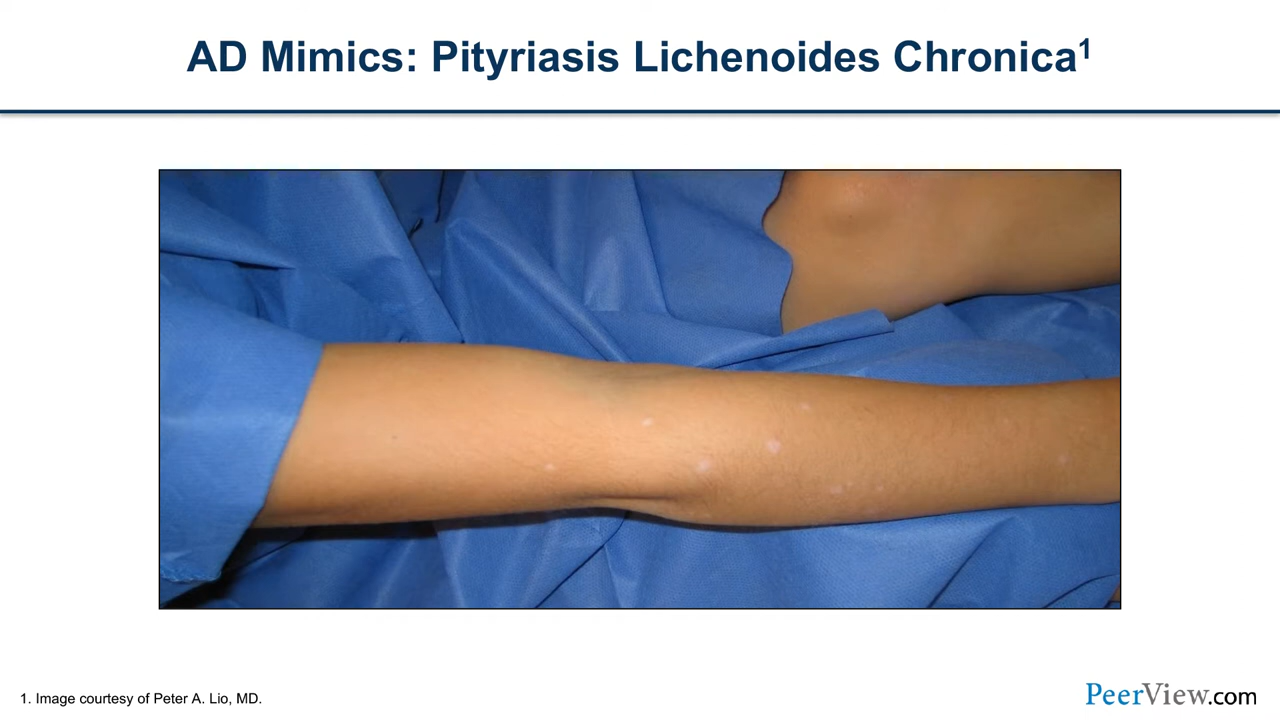 AD Mimics: Pityriasis Lichenoides Chronica1
1. Image courtesy of Peter A. Lio, MD.
PeerView.com